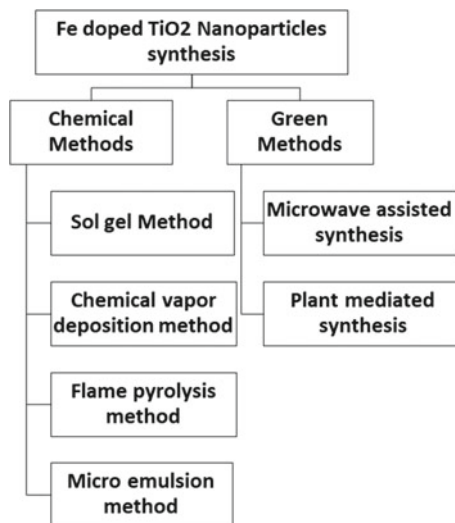 Fe doped TiO2 Nanoparticles
synthesis
Chemical
Methods
Green
Methods
Sol gel Method
Microwave assisted
synthesis
Chemical vapor
deposition method
Plant mediated
synthesis
Flame pyrolysis
method
Micro emulsion
method